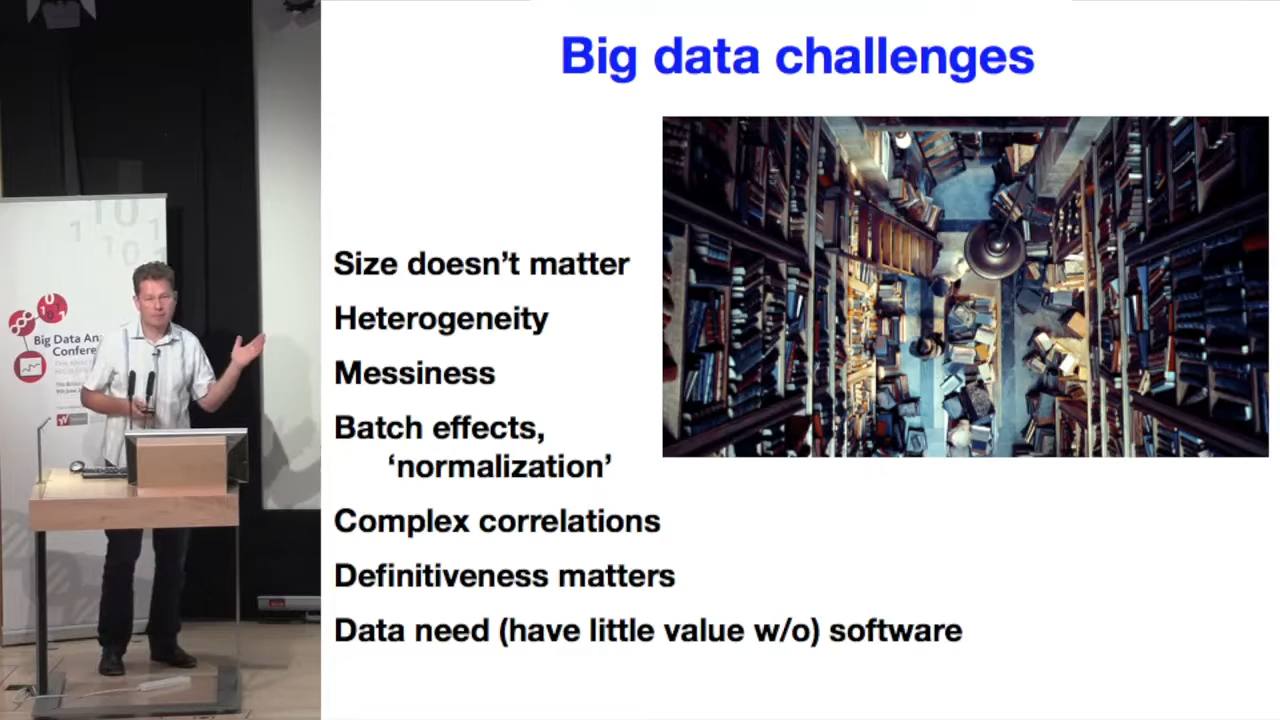 Big data challenges
Size doesn’t matter
Heterogeneity
Messiness
Batch effects,
‘normalization’
Complex correlations
Definitiveness matters
Data need (have little value w/o) software
Big Data
Confere